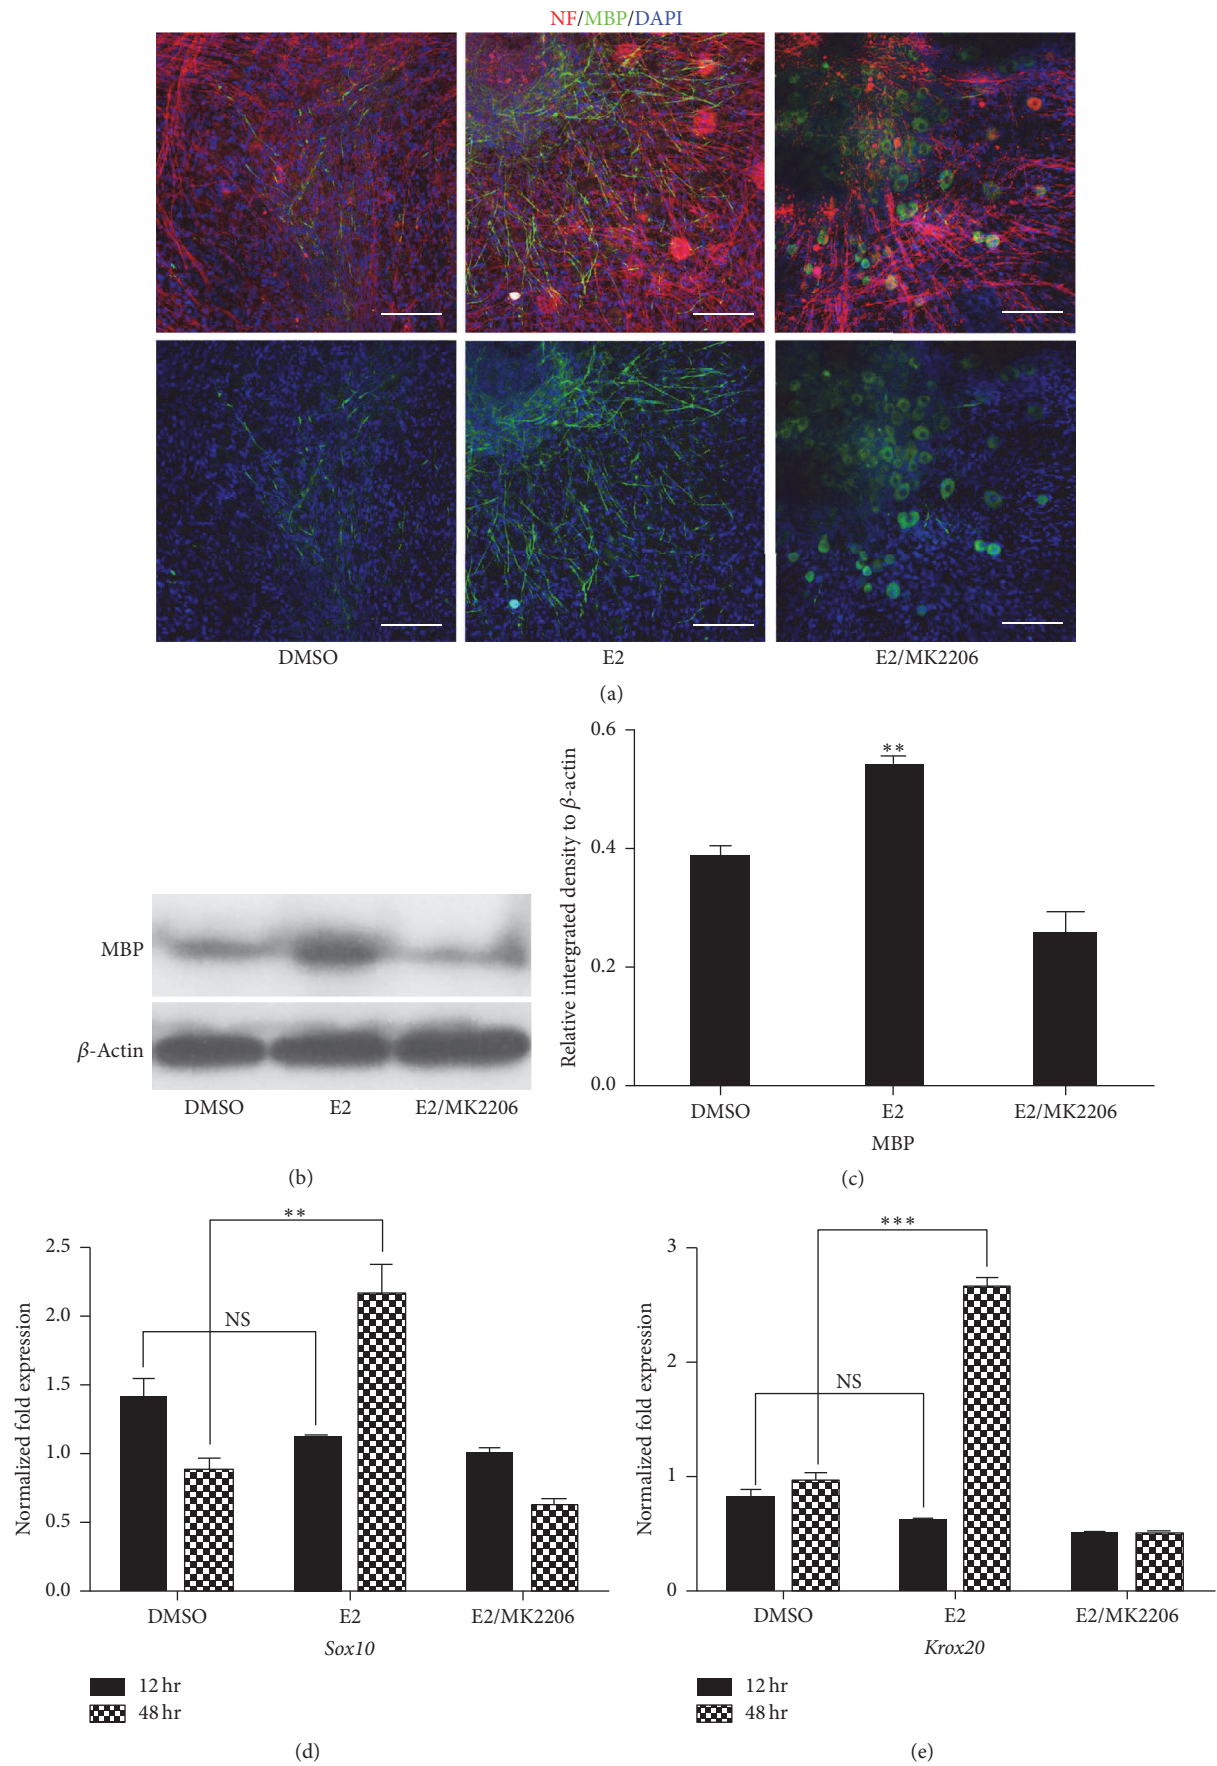 NF/MBP/DAPI
DMSO
E2
E2/MK2206
(a)
MBP
β-Actin
DMSO
E2
E2/MK2206
(b)
Relative intergrated density to β-actin
0.6
0.4
0.2
0.0
**
DMSO
E2
E2/MK2206
MBP
(c)
Normalized fold expression
2.5
2.0
1.5
1.0
0.5
0.0
**
NS
DMSO
E2
E2/MK2206
Sox10
12 hr
48 hr
(d)
Normalized fold expression
3
2
1
0
***
NS
DMSO
E2
E2/MK2206
Krox20
12 hr
48 hr
(e)